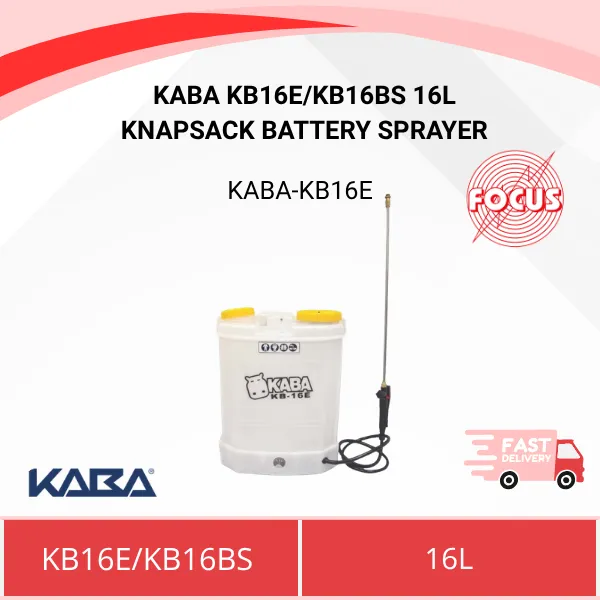 KABA KB16E/KB16BS 16L
KNAPSACK BATTERY SPRAYER
KABA-KB16E
FOCUS
KABA
KB-16E
FAST
DELIVERY
KABA®
KB16E/KB16BS
16L